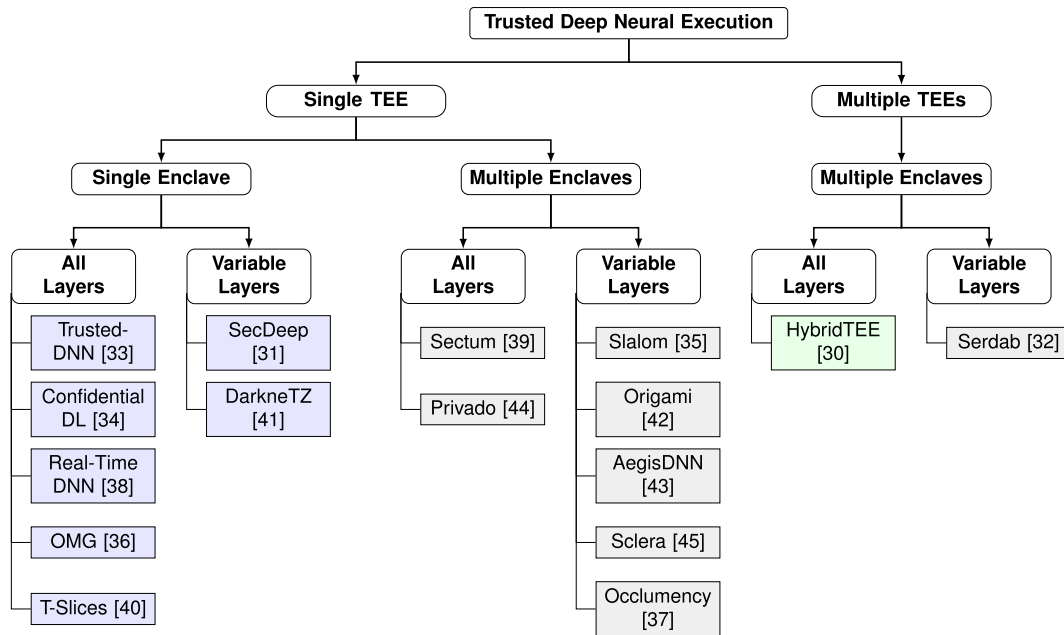 Trusted Deep Neural Execution
Single TEE
Multiple TEEs
Single Enclave
Multiple Enclaves
Multiple Enclaves
All
Layers
Variable
Layers
All
Layers
Variable
Layers
All
Layers
Variable
Layers
Trusted-
DNN [33]
Confidential
DL [34]
Real-Time
DNN [38]
OMG [36]
T-Slices [40]
SecDeep
[31]
DarkneTZ
[41]
Sectum [39]
Privado [44]
Slalom [35]
Origami
[42]
AegisDNN
[43]
Sclera [45]
Occlumency
[37]
HybridTEE
[30]
Serdab [32]